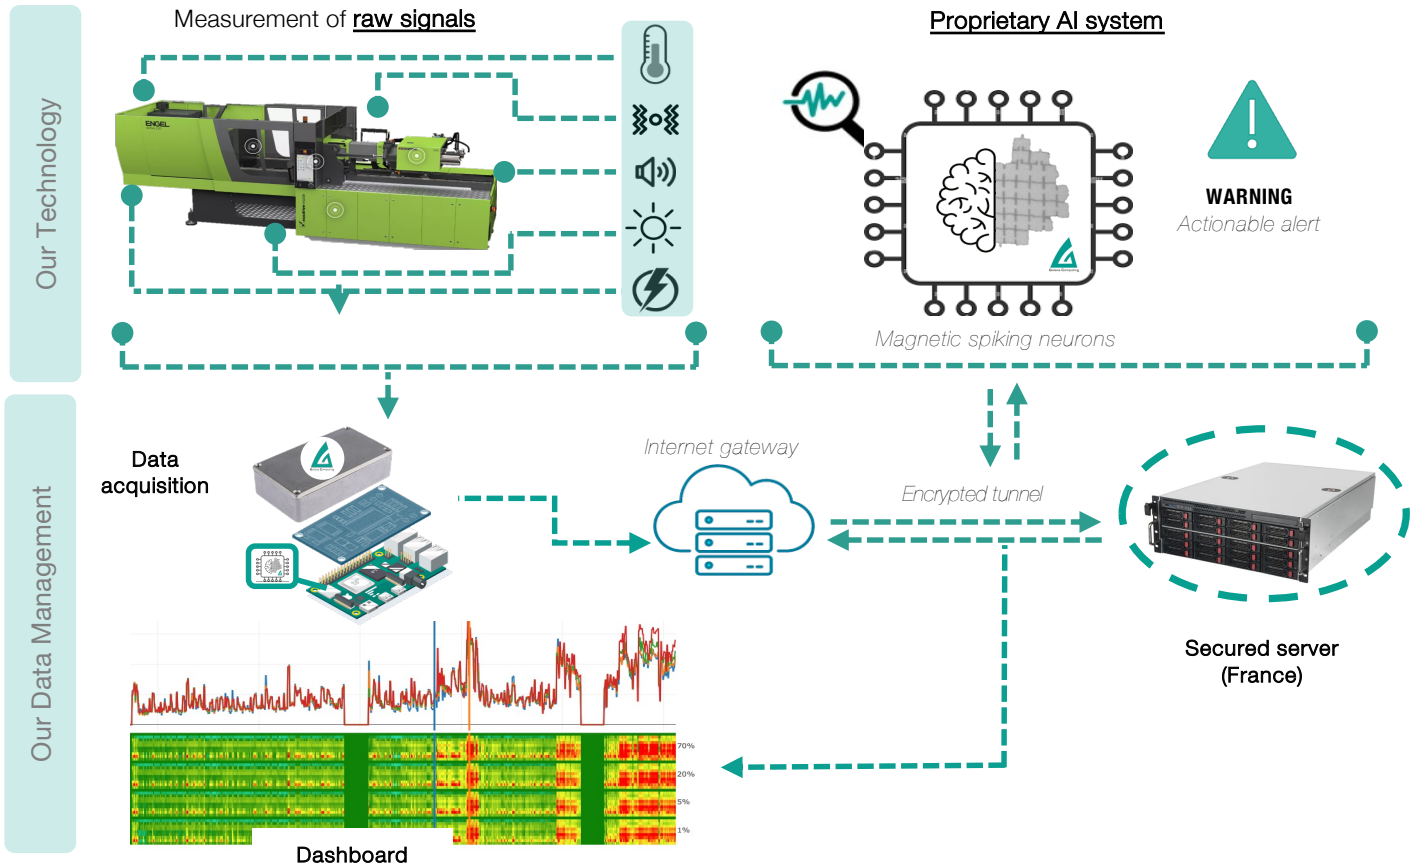 Measurement of raw signals
Proprietary AI system
Our Technology
ENGEL
WARNING
Actionable alert
Magnetic spiking neurons
Our Data Management
Data
acquisition
Internet gateway
Encrypted tunnel
Secured server
(France)
70%
20%
5%
1%
Dashboard